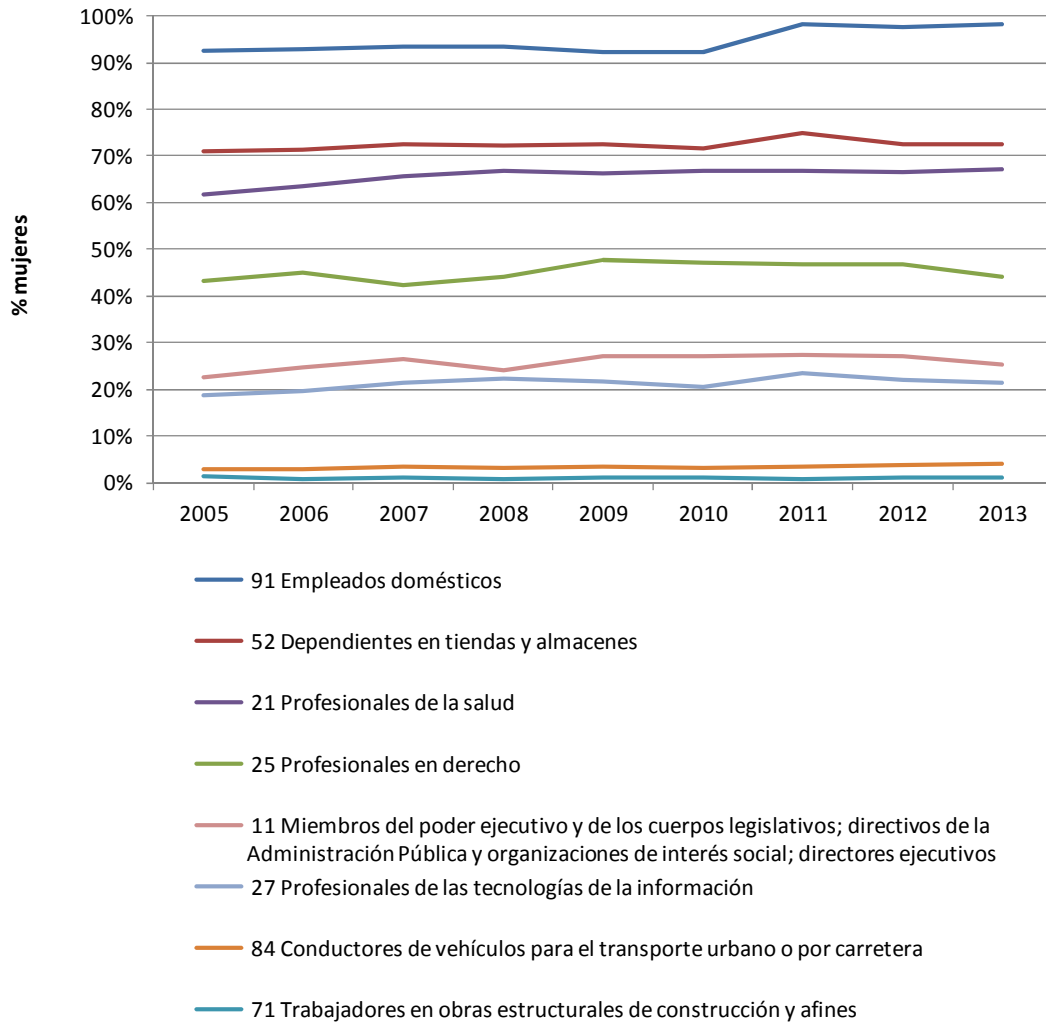 100%
90%
80%
70%
60%
50%
40%
30%
20%
10%
0%
% mujeres
2005 2006 2007 2008 2009 2010 2011 2012 2013
91 Empleados domésticos
52 Dependientes en tiendas y almacenes
21 Profesionales de la salud
25 Profesionales en derecho
11 Miembros del poder ejecutivo y de los cuerpos legislativos; directivos de la
Administración Pública y organizaciones de interés social; directores ejecutivos
27 Profesionales de las tecnologías de la información
84 Conductores de vehículos para el transporte urbano o por carretera
71 Trabajadores en obras estructurales de construcción y afines